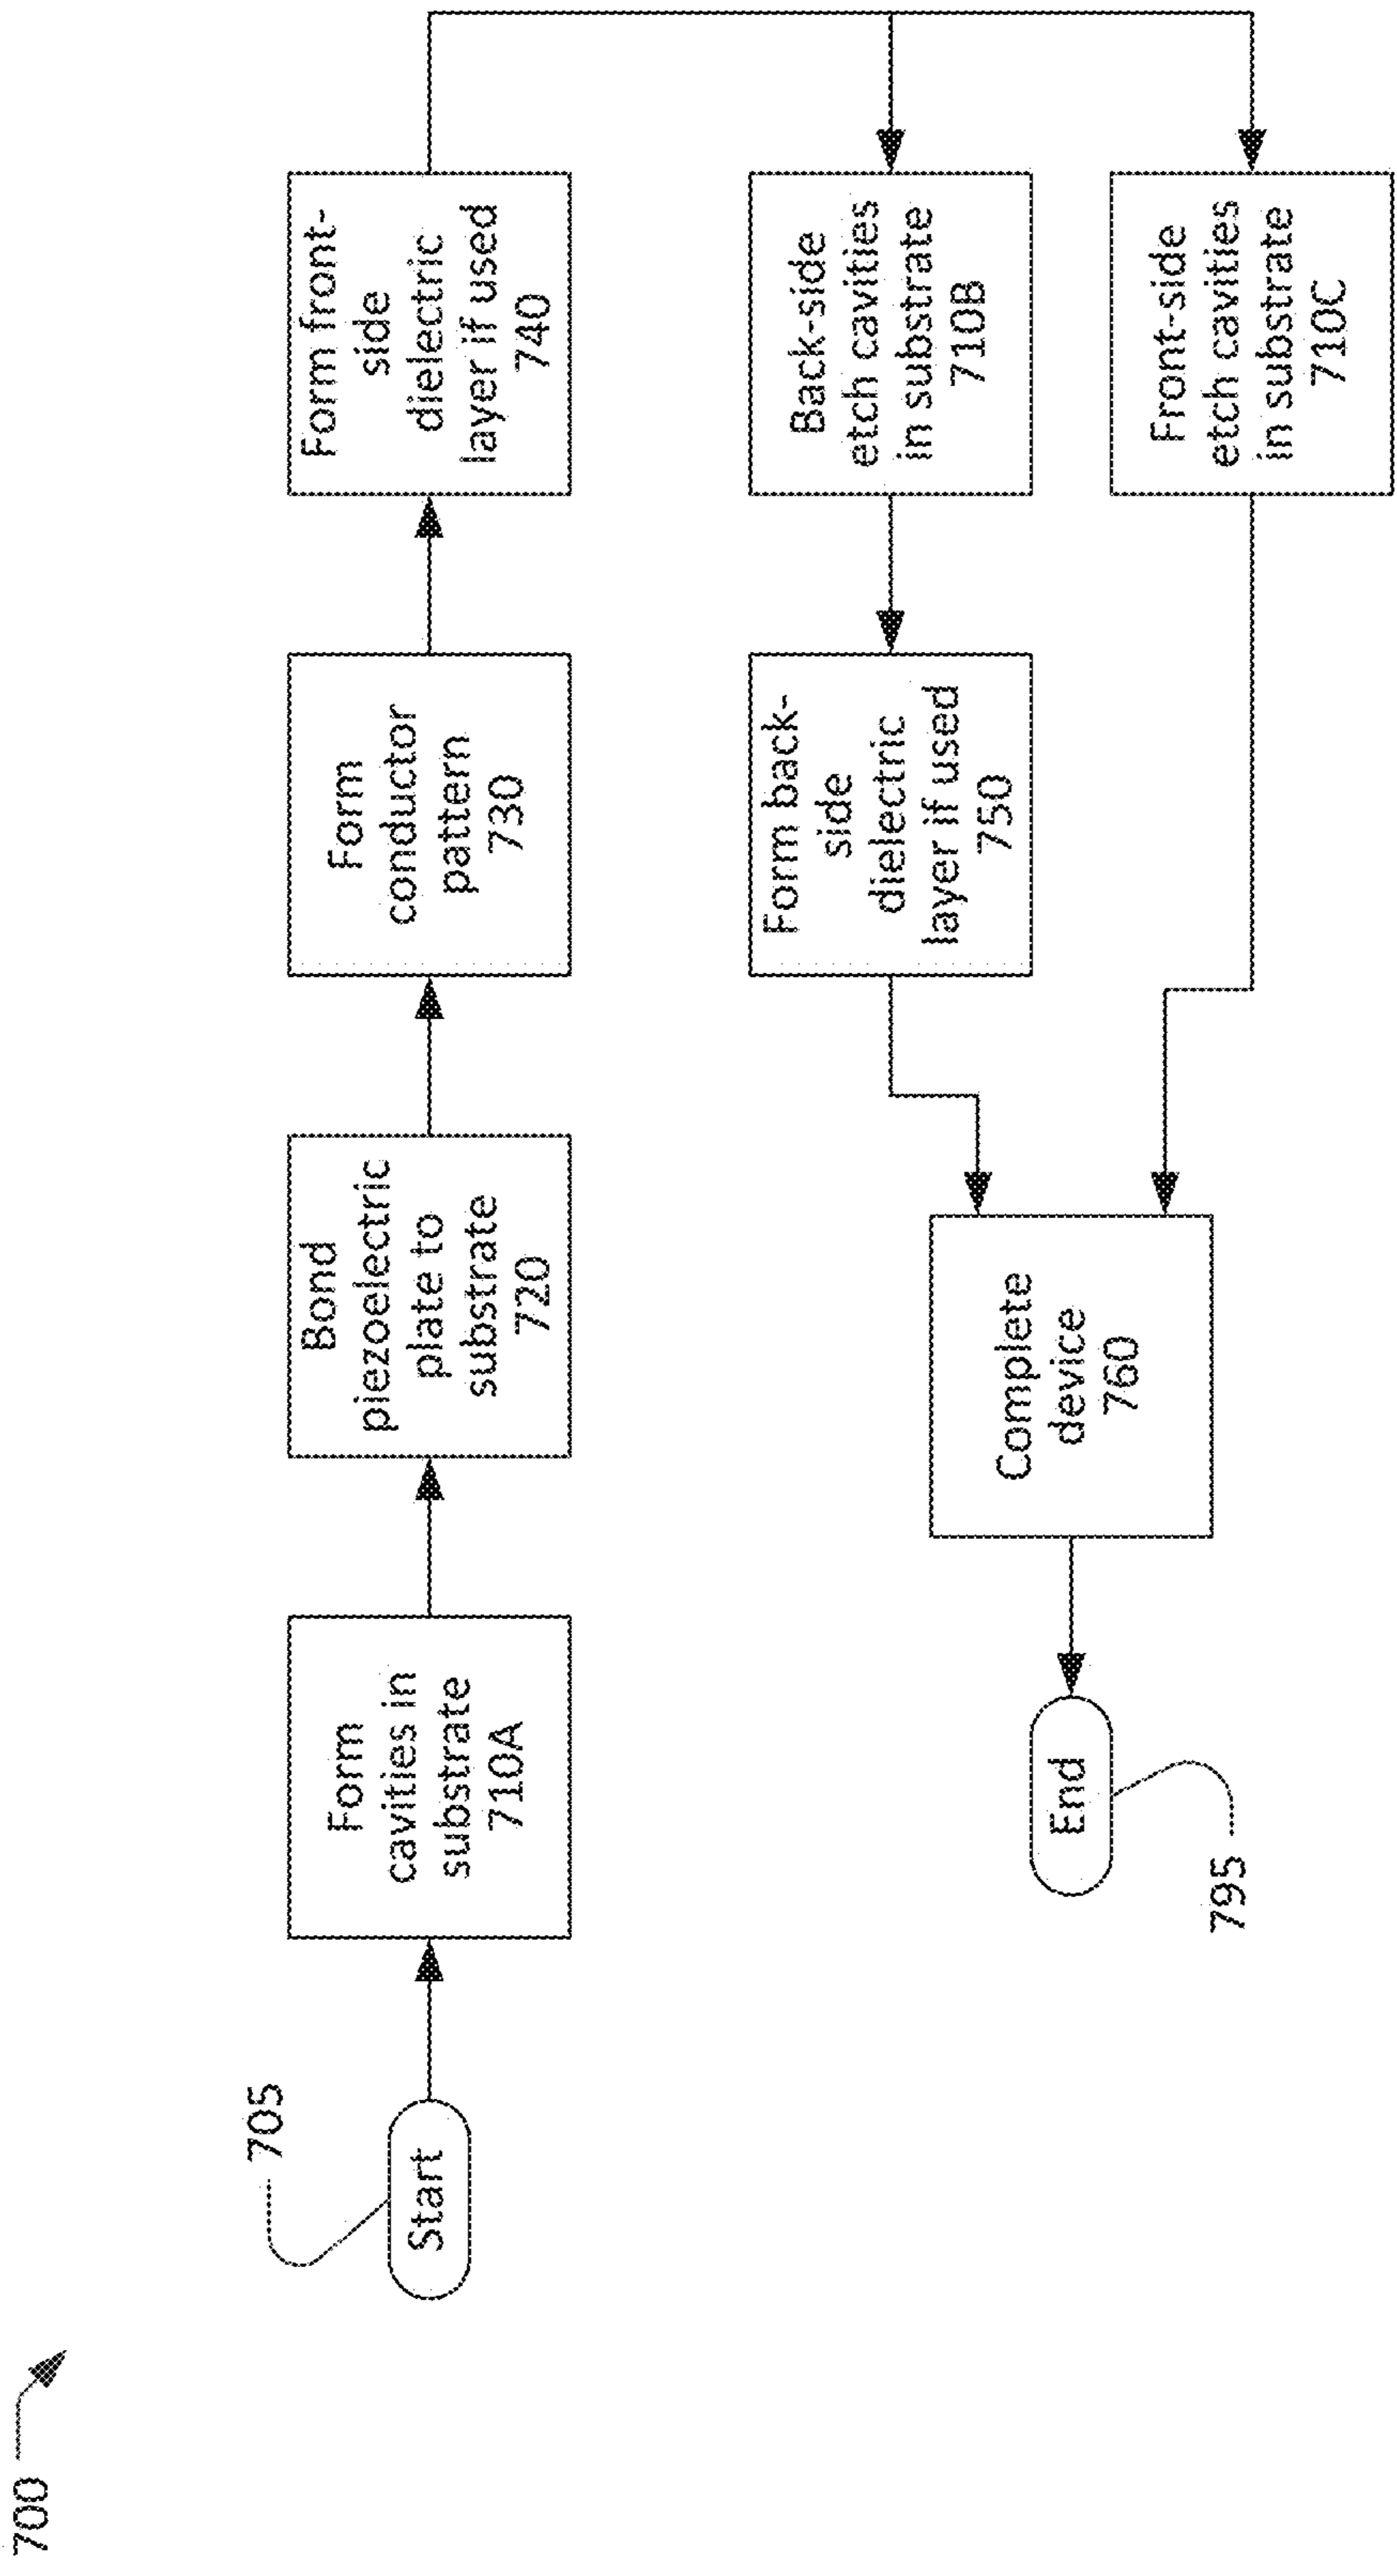 700
705
Start
Form
cavities in
substrate
710A
Bond
piezoelectric
plate to
substrate
720
Form
conductor
pattern
730
Form front-
side
dielectric
layer if used
740
Back-side
etch cavities
in substrate
710B
Front-side
etch cavities
in substrate
710C
Form back-
side
dielectric
layer if used
750
Complete
device
760
End
795